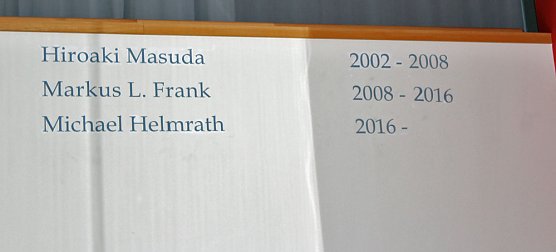 Hiroaki Masuda 2002 - 2008
Markus L. Frank 2008 - 2016
Michael Helmrath 2016 -